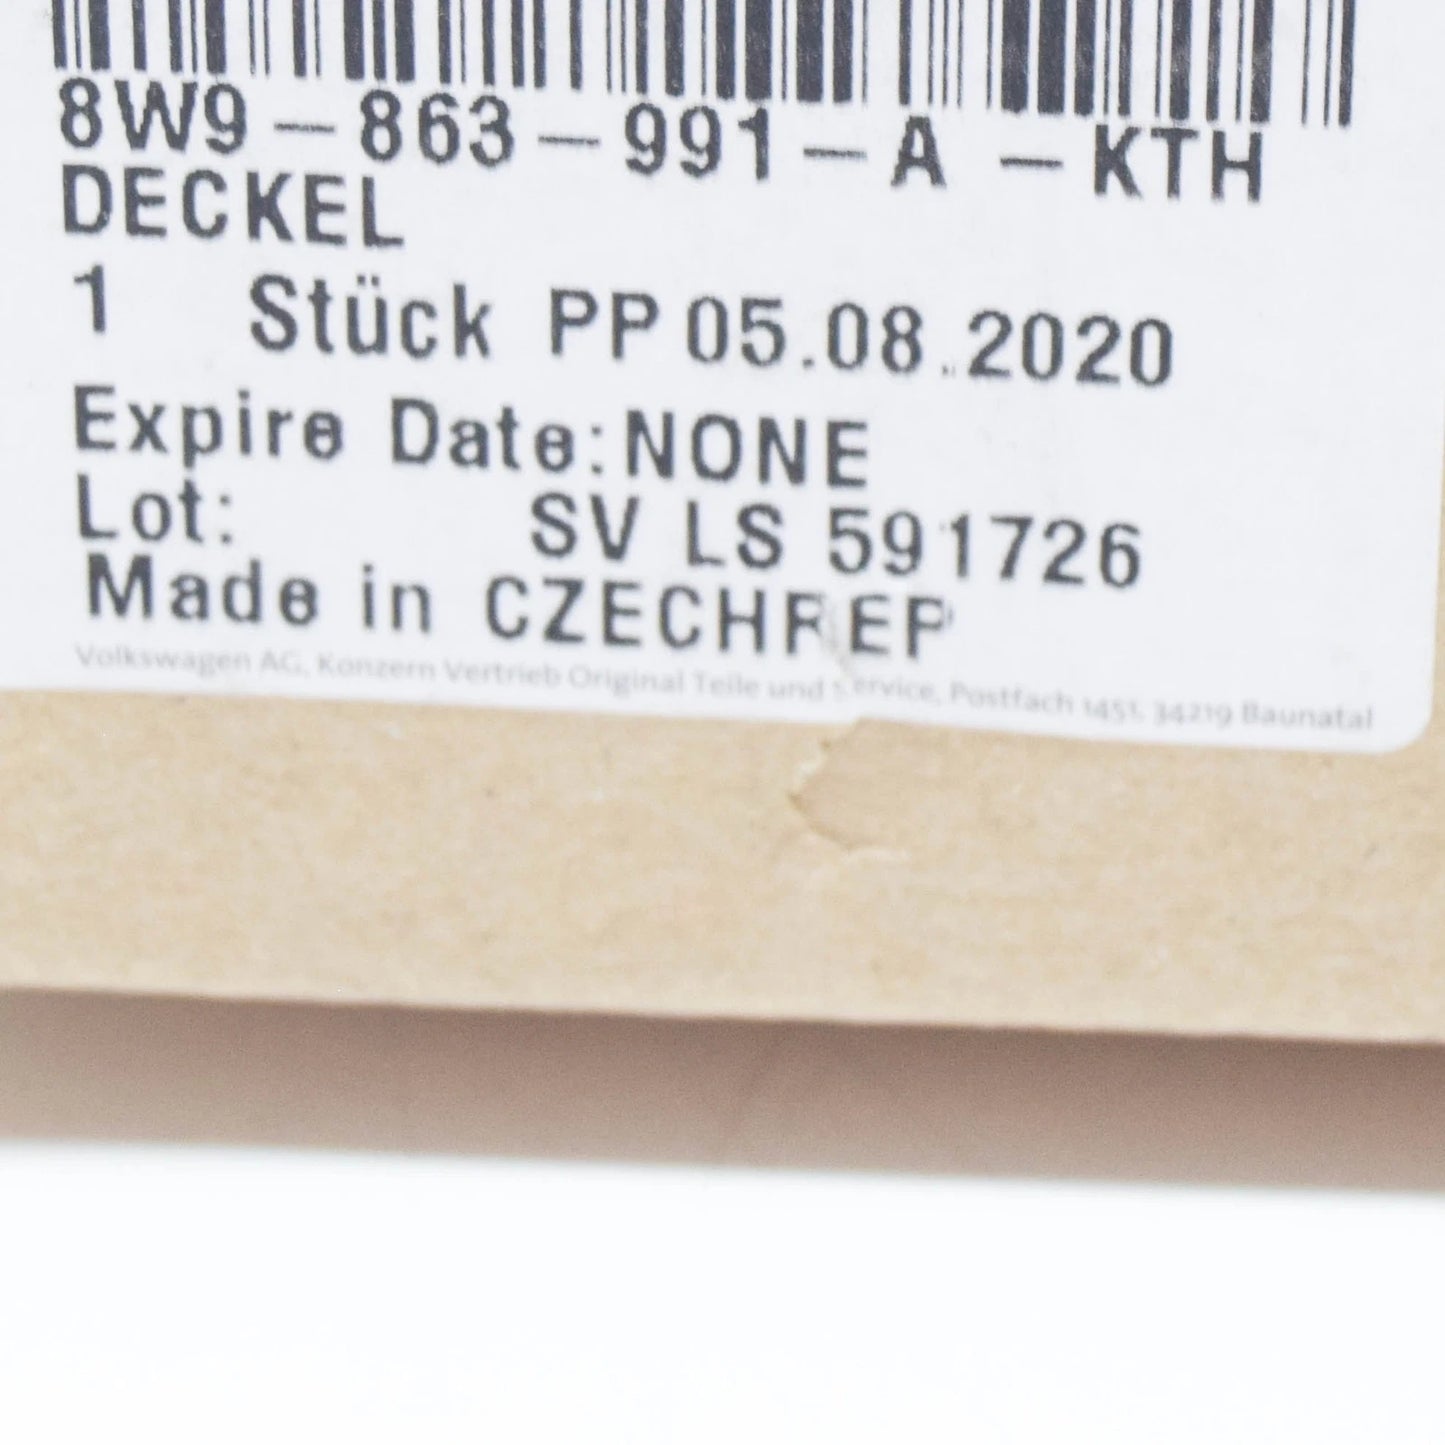 8W9-863-991-A -KTH
DECKEL
1 Stück PP 05.08.2020
Expire Date:NONE
Lot: SV LS 591726
Made in CZECHREP
Volkswagen AG, Konzern Vertrieb Original Teile und Service, Postfach 1451, 34219 Baunatal